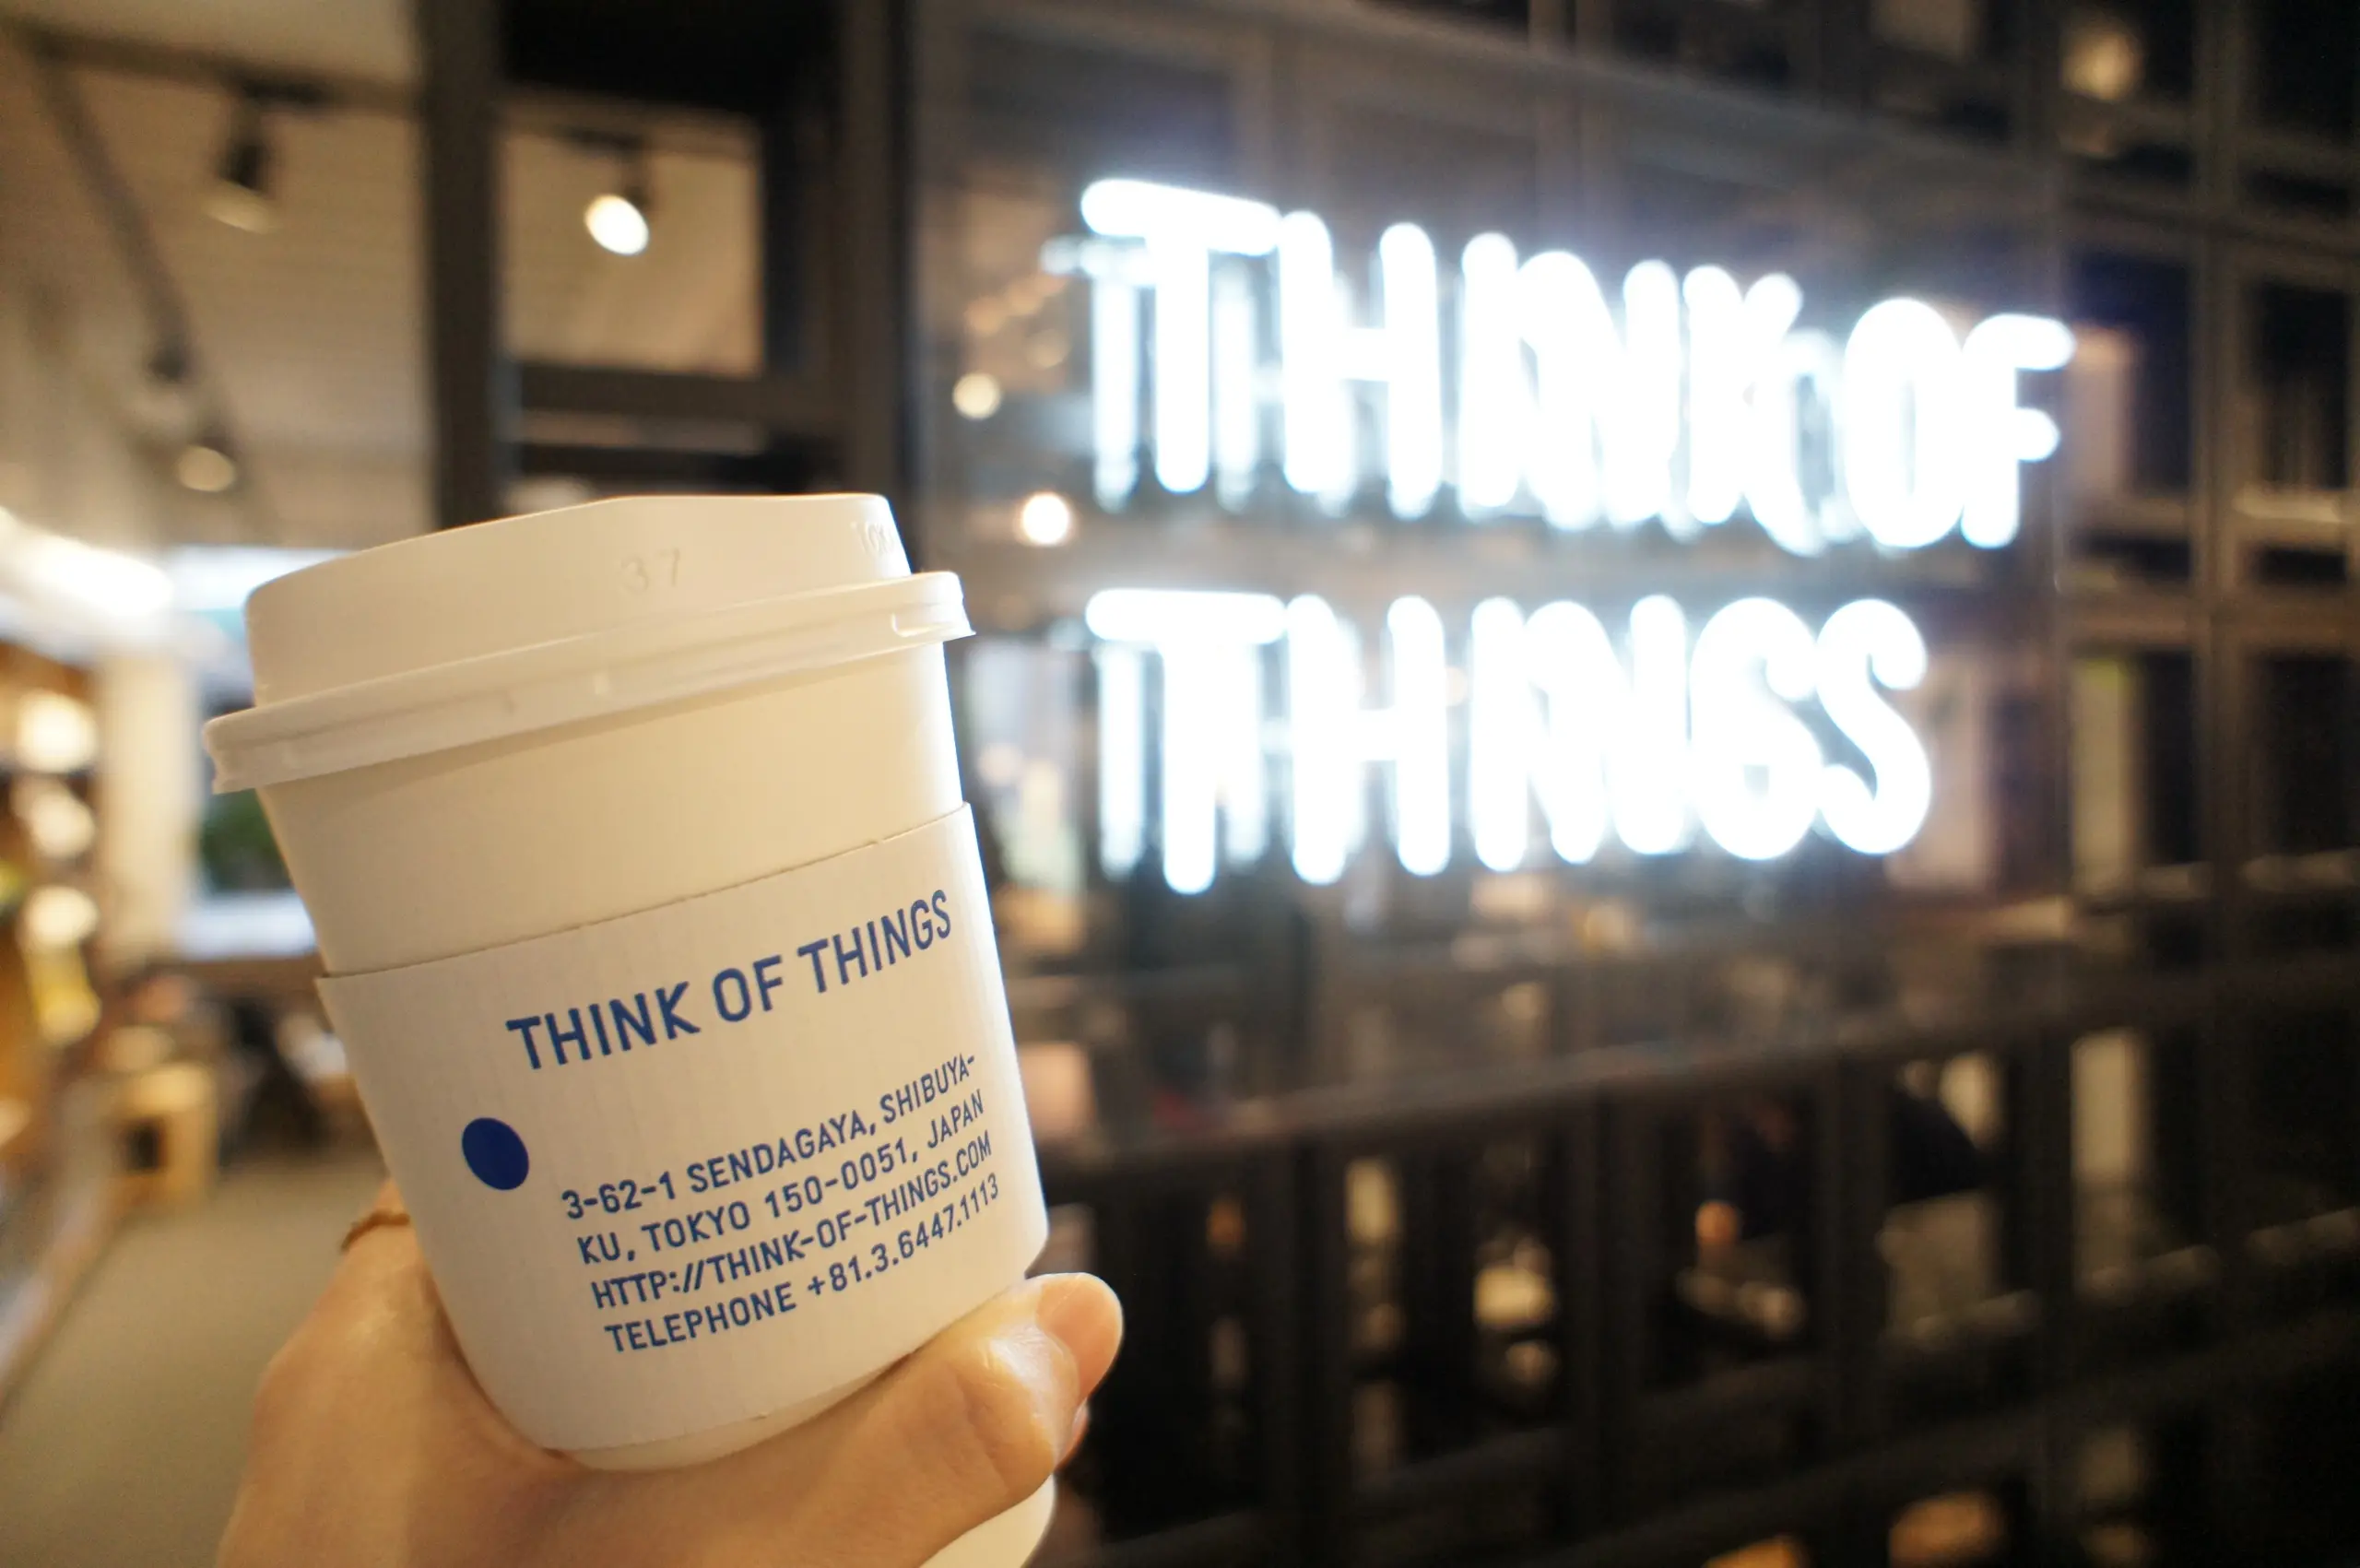 THINK OF
THINGS
37
THINK OF THINGS
3-62-1 SENDAGAYA, SHIBUYA-
KU, TOKYO 150-0051, JAPAN
HTTP://THINK-OF-THINGS.COM
TELEPHONE +81.3.6447.1113